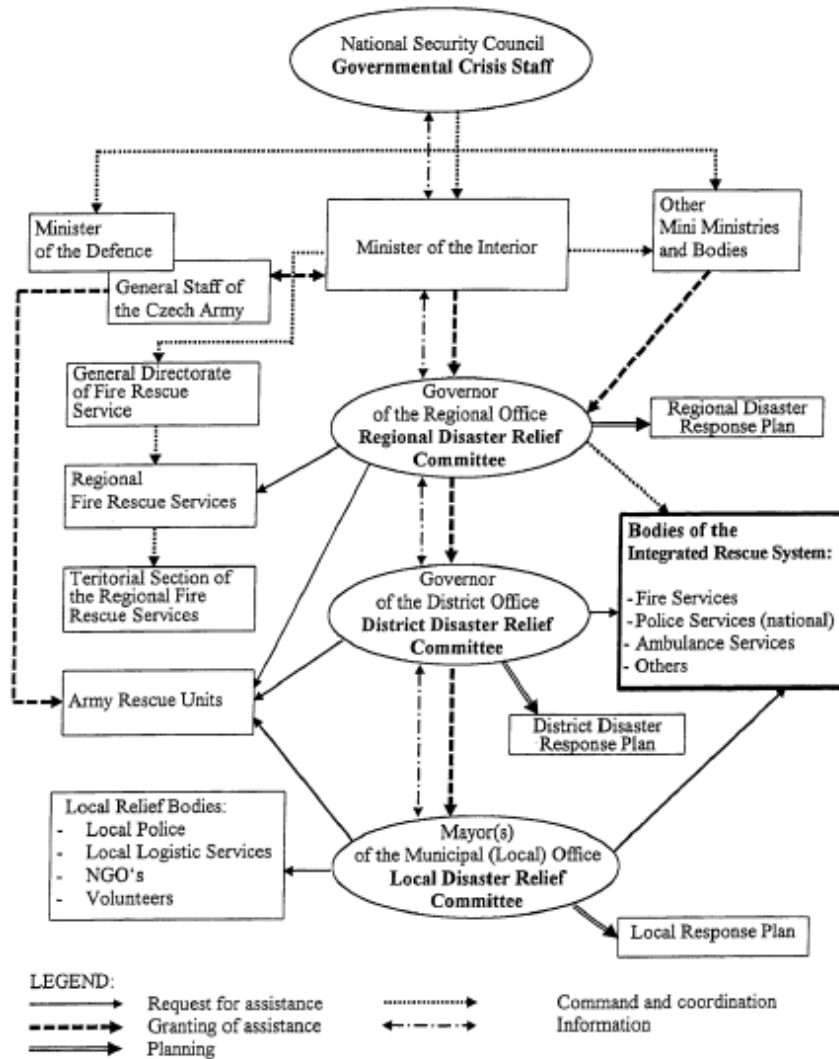 National Security Council
Governmental Crisis Staff
Minister
of the Defence
General Staff of
the Czech Army
Minister of the Interior
Other
Mini Ministries
and Bodies
General Directorate
of Fire Rescue
Service
Governor
of the Regional Office
Regional Disaster Relief
Committee
Regional Disaster
Response Plan
Regional
Fire Rescue Services
Bodies of the
Integrated Rescue System:
-Fire Services
-Police Services (national)
- Ambulance Services
- Others
Teritorial Section of
the Regional Fire
Rescue Services
Governor
of the District Office
District Disaster Relief
Committee
Army Rescue Units
District Disaster
Response Plan
Local Relief Bodies:
- Local Police
- Local Logistic Services
- NGO's
- Volunteers
Mayor(s)
of the Municipal (Local) Office
Local Disaster Relief
Committee
Local Response Plan
LEGEND:
Request for assistance
Granting of assistance
Planning
Command and coordination
Information